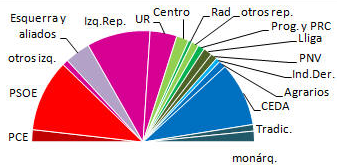 Esquerra y
aliados
Izq.Rep.
UR
Centro
Rad
otros rep.
Prog. y PRC
Lliga
PNV
Ind.Der.
Agrarios
CEDA
Tradic.
monárq.
otros izq.
PSOE
PCE